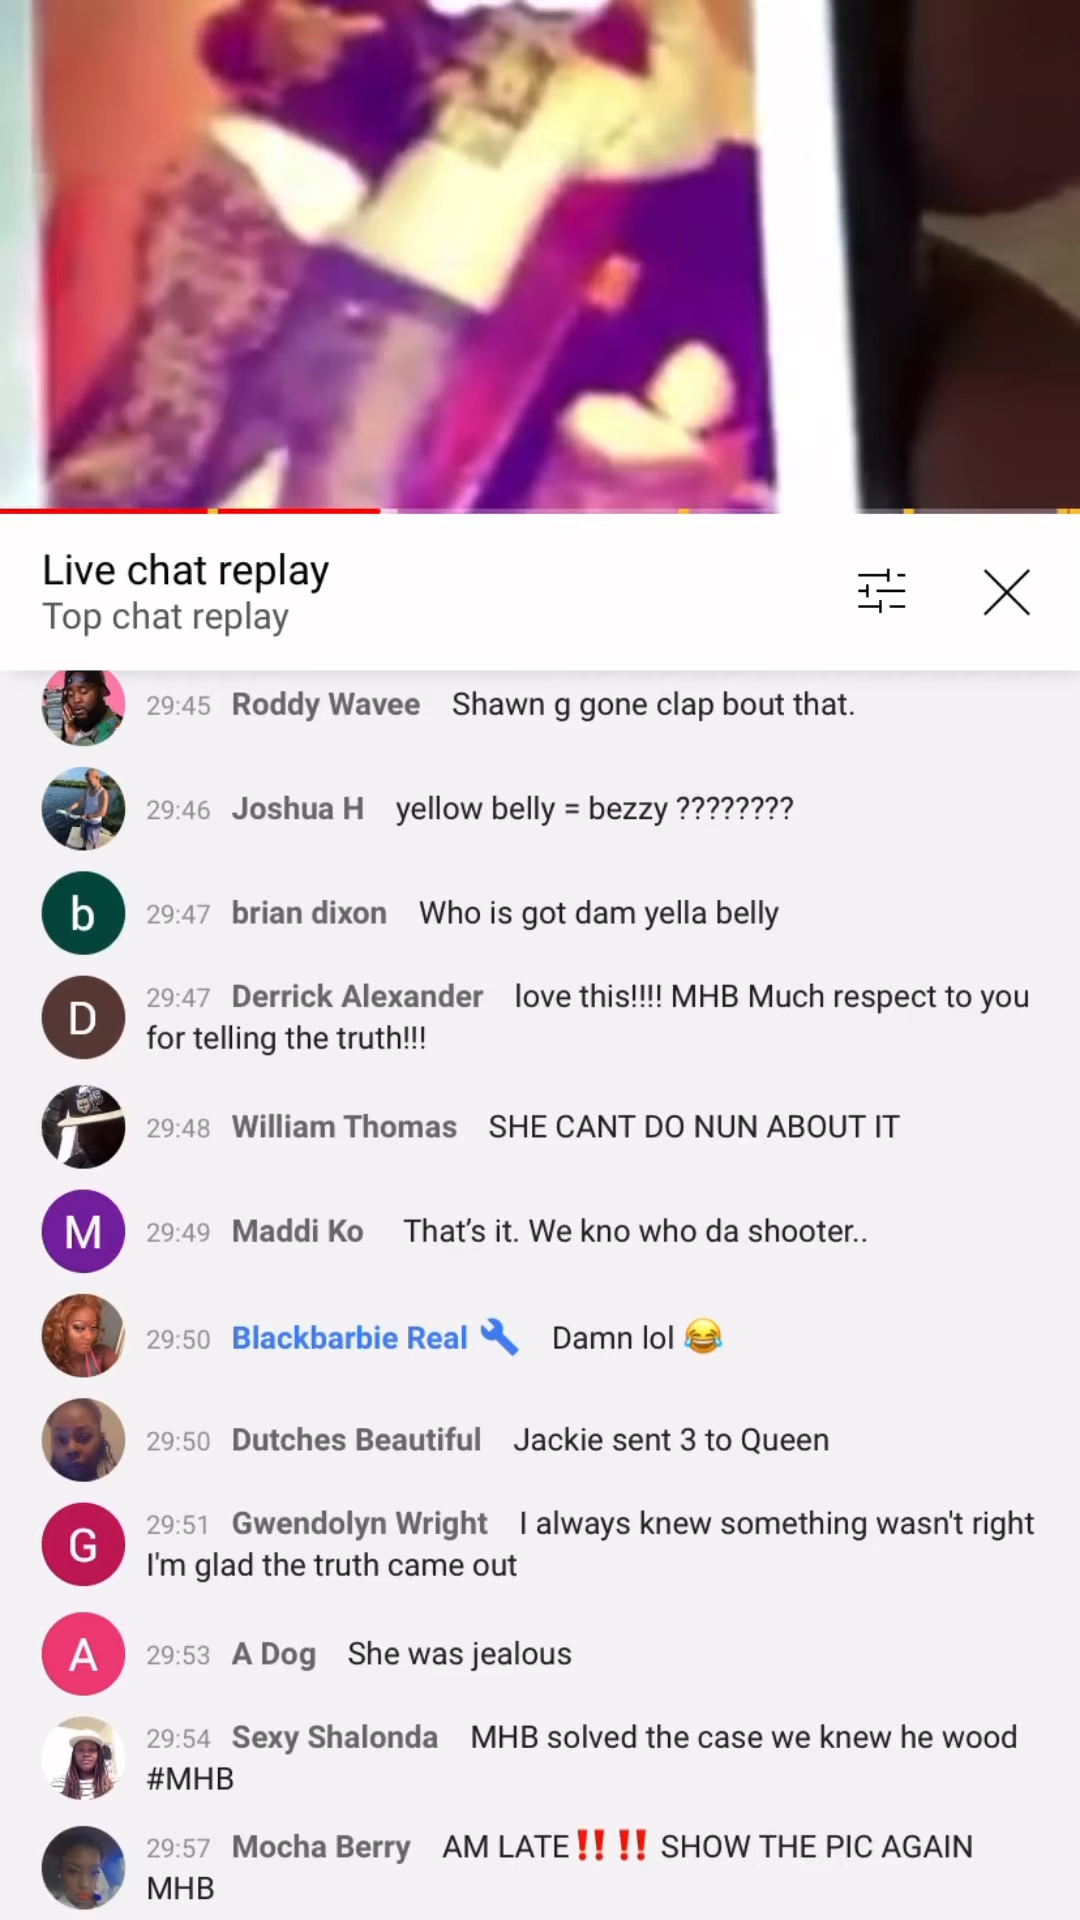 Live chat replay
Top chat replay
29:45 Roddy Wavee Shawn g gone clap bout that.
29:46 Joshua H yellow belly = bezzy ????????
b
29:47 brian dixon Who is got dam yella belly
D
29:47 Derrick Alexander love this!!!! MHB Much respect to you
for telling the truth!!!
29:48 William Thomas SHE CANT DO NUN ABOUT IT
M
29:49 Maddi Ko That’s it. We kno who da shooter..
29:50 Blackbarbie Real 🔧 Damn lol 😂
29:50 Dutches Beautiful Jackie sent 3 to Queen
G
29:51 Gwendolyn Wright I always knew something wasn't right
I'm glad the truth came out
A
29:53 A Dog She was jealous
29:54 Sexy Shalonda MHB solved the case we knew he wood
#MHB
29:57 Mocha Berry AM LATE‼️‼️ SHOW THE PIC AGAIN
MHB